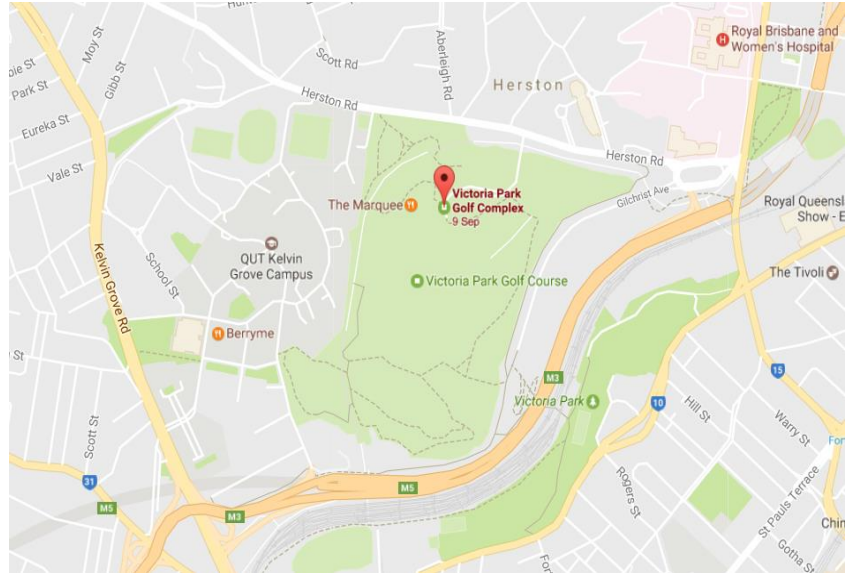 Royal Brisbane and
Women's Hospital
H
Scott Rd
Aberleigh Rd
Moy St
Gibb St
Park St
Eureka St
Vale St
Herston
Herston Rd
Herston Rd
Gilchrist Ave
The Marquee
Victoria Park
Golf Complex
9 Sep
Royal Queensl
Show - E
QUT Kelvin
Grove Campus
School St
Kelvin Grove Rd
Victoria Park Golf Course
The Tivoli
Berryme
M3
15
Victoria Park
10
Hill St
Warry St
For
Scott St
31
M5
M5
M3
Rogers St
St Pauls Terrace
Chin
Gotha St
For